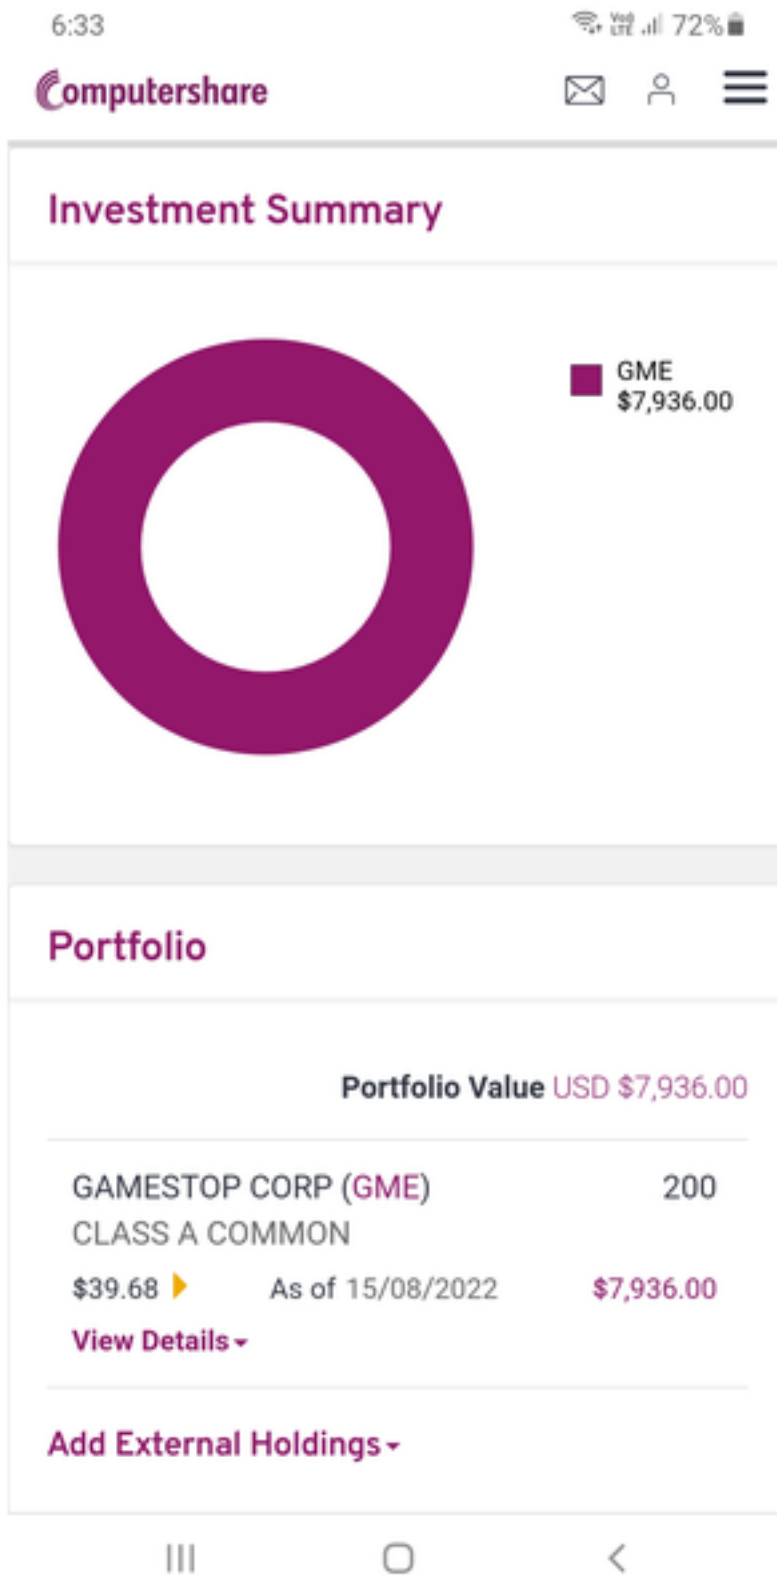 6:33
VoD LTE 72%
Computershare
Investment Summary
GME
$7,936.00
Portfolio
Portfolio Value USD $7,936.00
GAMESTOP CORP (GME) 200
CLASS A COMMON
$39.68 As of 15/08/2022 $7,936.00
View Details
Add External Holdings